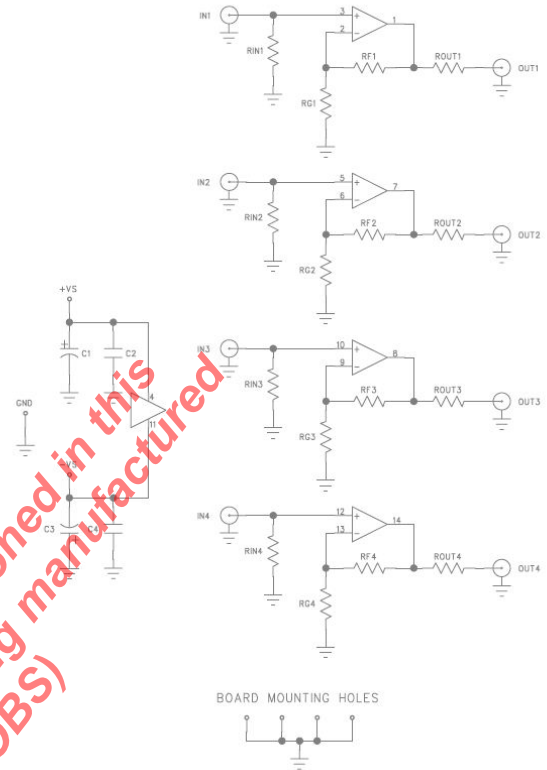 IN1
3
2
1
RIN1
RF1
ROUT1
OUT1
RG1
IN2
5
6
7
RIN2
RF2
ROUT2
OUT2
RG2
+VS
C1
C2
4
11
GND
-VS
C3
C4
IN3
10
9
8
RIN3
RF3
ROUT3
OUT3
RG3
IN4
12
13
14
RIN4
RF4
ROUT4
OUT4
RG4
BOARD MOUNTING HOLES
in this
manufactured
OBS)